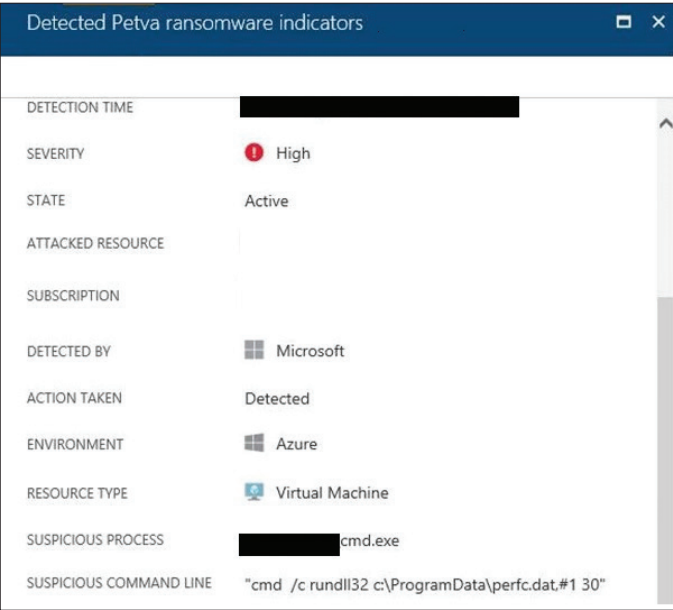 Detected Petya ransomware indicators
DETECTION TIME
SEVERITY High
STATE Active
ATTACKED RESOURCE
SUBSCRIPTION
DETECTED BY Microsoft
ACTION TAKEN Detected
ENVIRONMENT Azure
RESOURCE TYPE Virtual Machine
SUSPICIOUS PROCESS cmd.exe
SUSPICIOUS COMMAND LINE "cmd /c rundll32 c:\ProgramData\perfc.dat,#1 30"